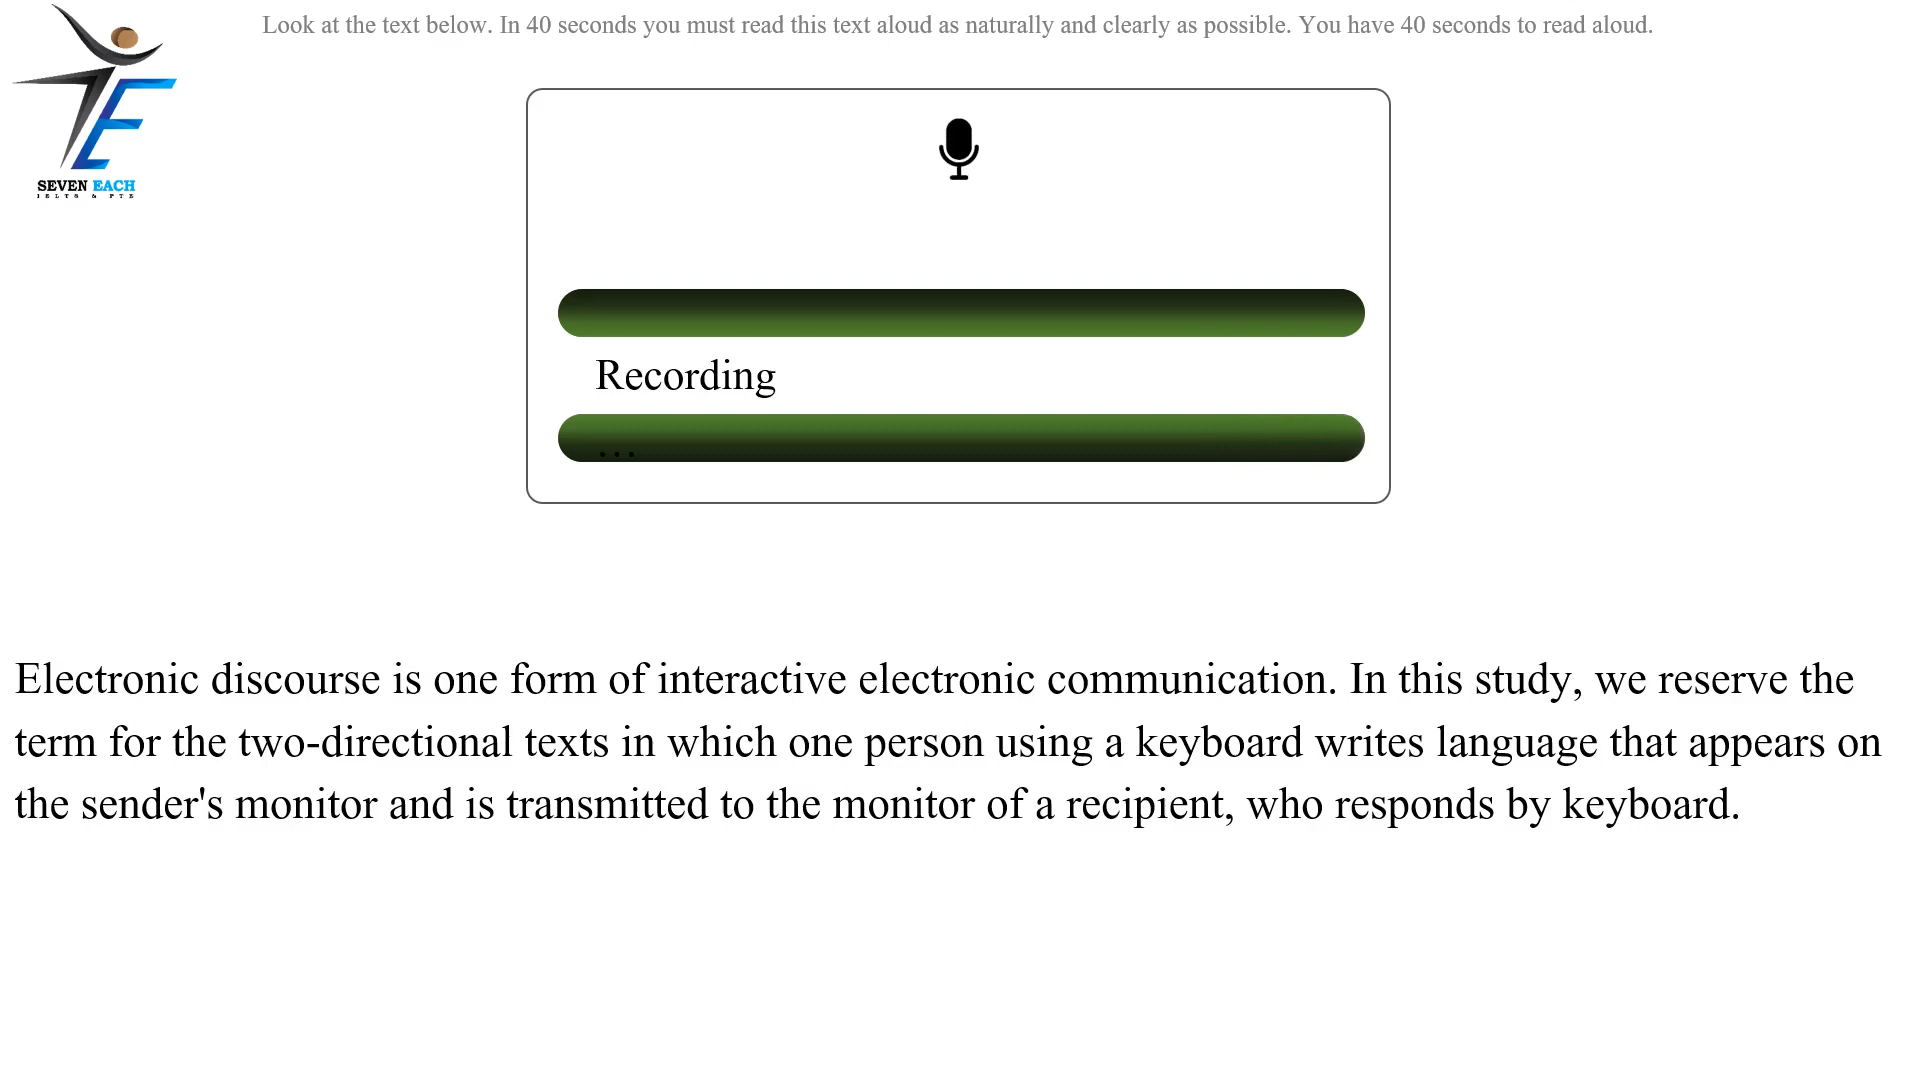 Look at the text below. In 40 seconds you must read this text aloud as naturally and clearly as possible. You have 40 seconds to read aloud.
SEVEN EACH
IELTS & PTE
Recording
...
Electronic discourse is one form of interactive electronic communication. In this study, we reserve the
term for the two-directional texts in which one person using a keyboard writes language that appears on
the sender's monitor and is transmitted to the monitor of a recipient, who responds by keyboard.